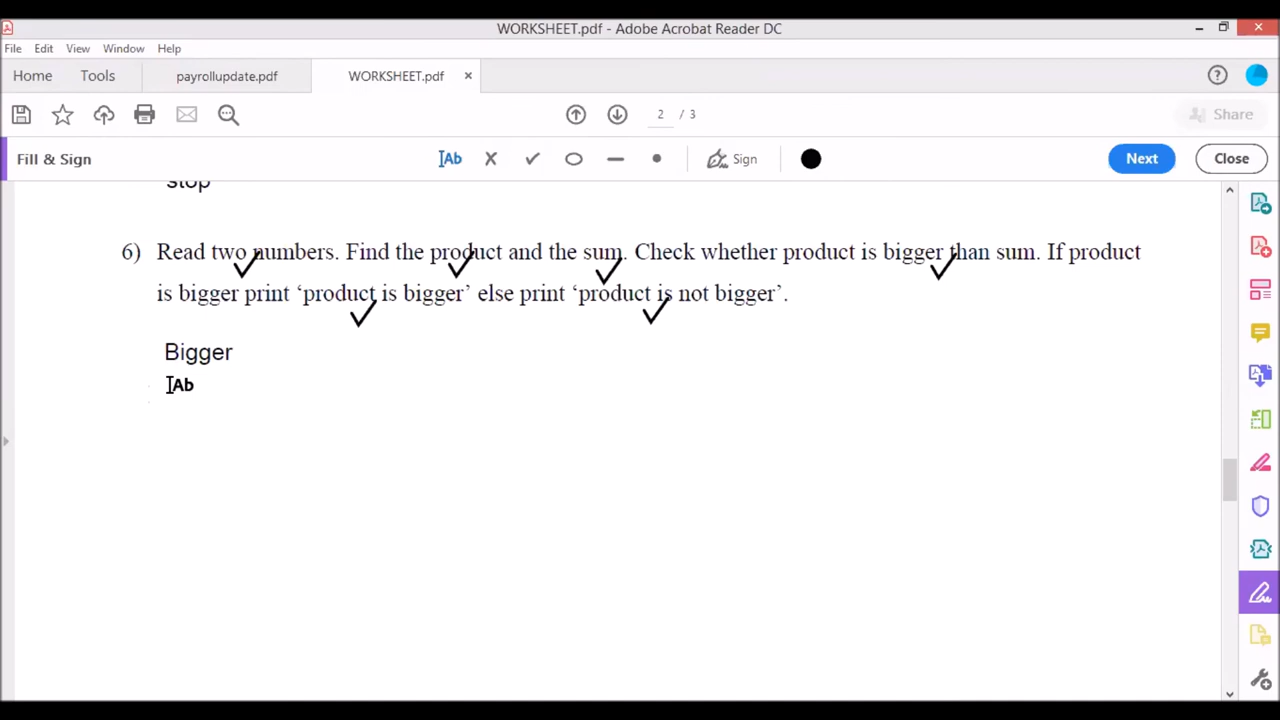 WORKSHEET.pdf - Adobe Acrobat Reader DC
File Edit View Window Help
Home Tools payrollupdate.pdf WORKSHEET.pdf ×
2 / 3
Share
Fill & Sign
Ab
Sign
Next
Close
stop
6) Read two numbers. Find the product and the sum. Check whether product is bigger than sum. If product
is bigger print ‘product is bigger’ else print ‘product is not bigger’.
Bigger
Ab